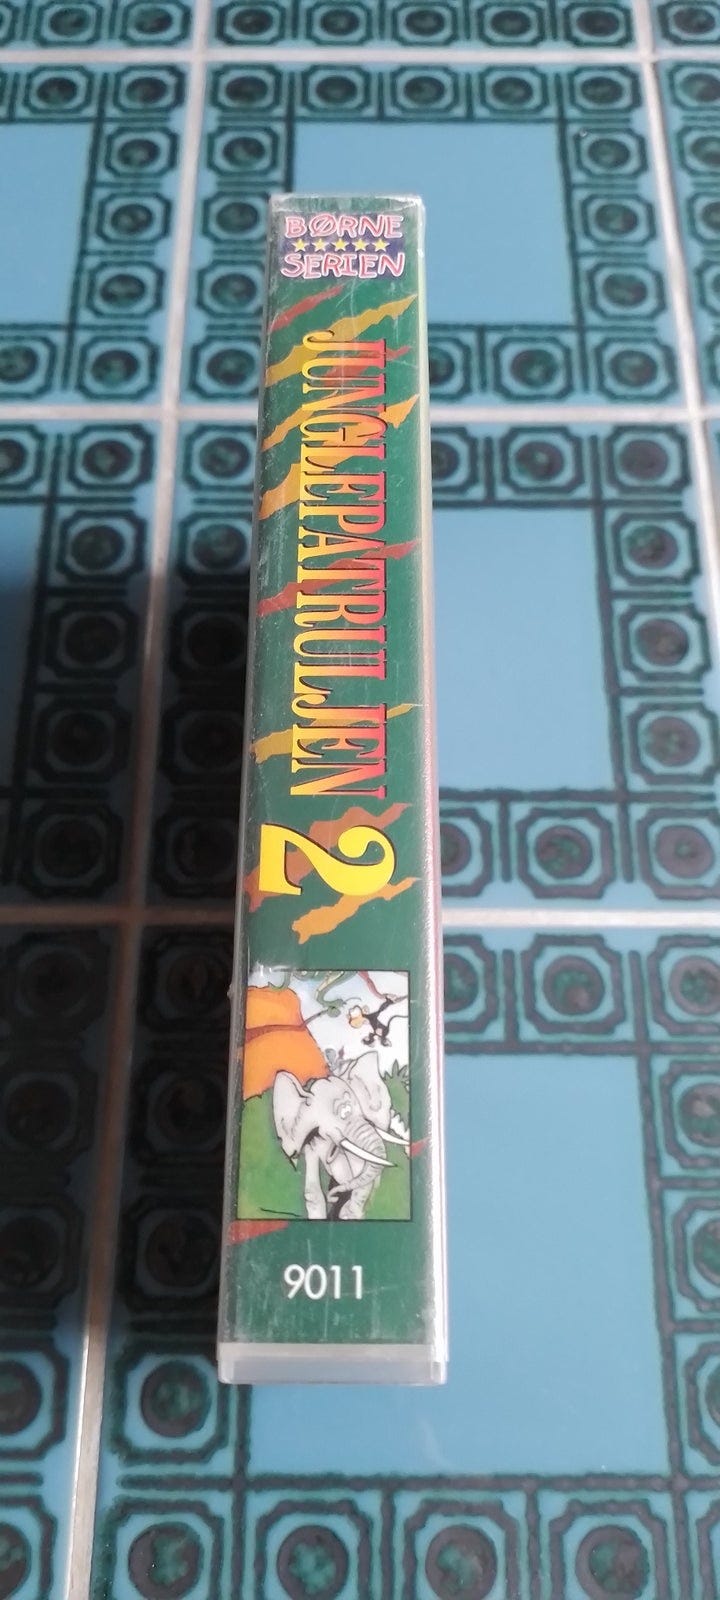 BØRNE
SERIEN
JUNGLEPATRULJEN 2
9011